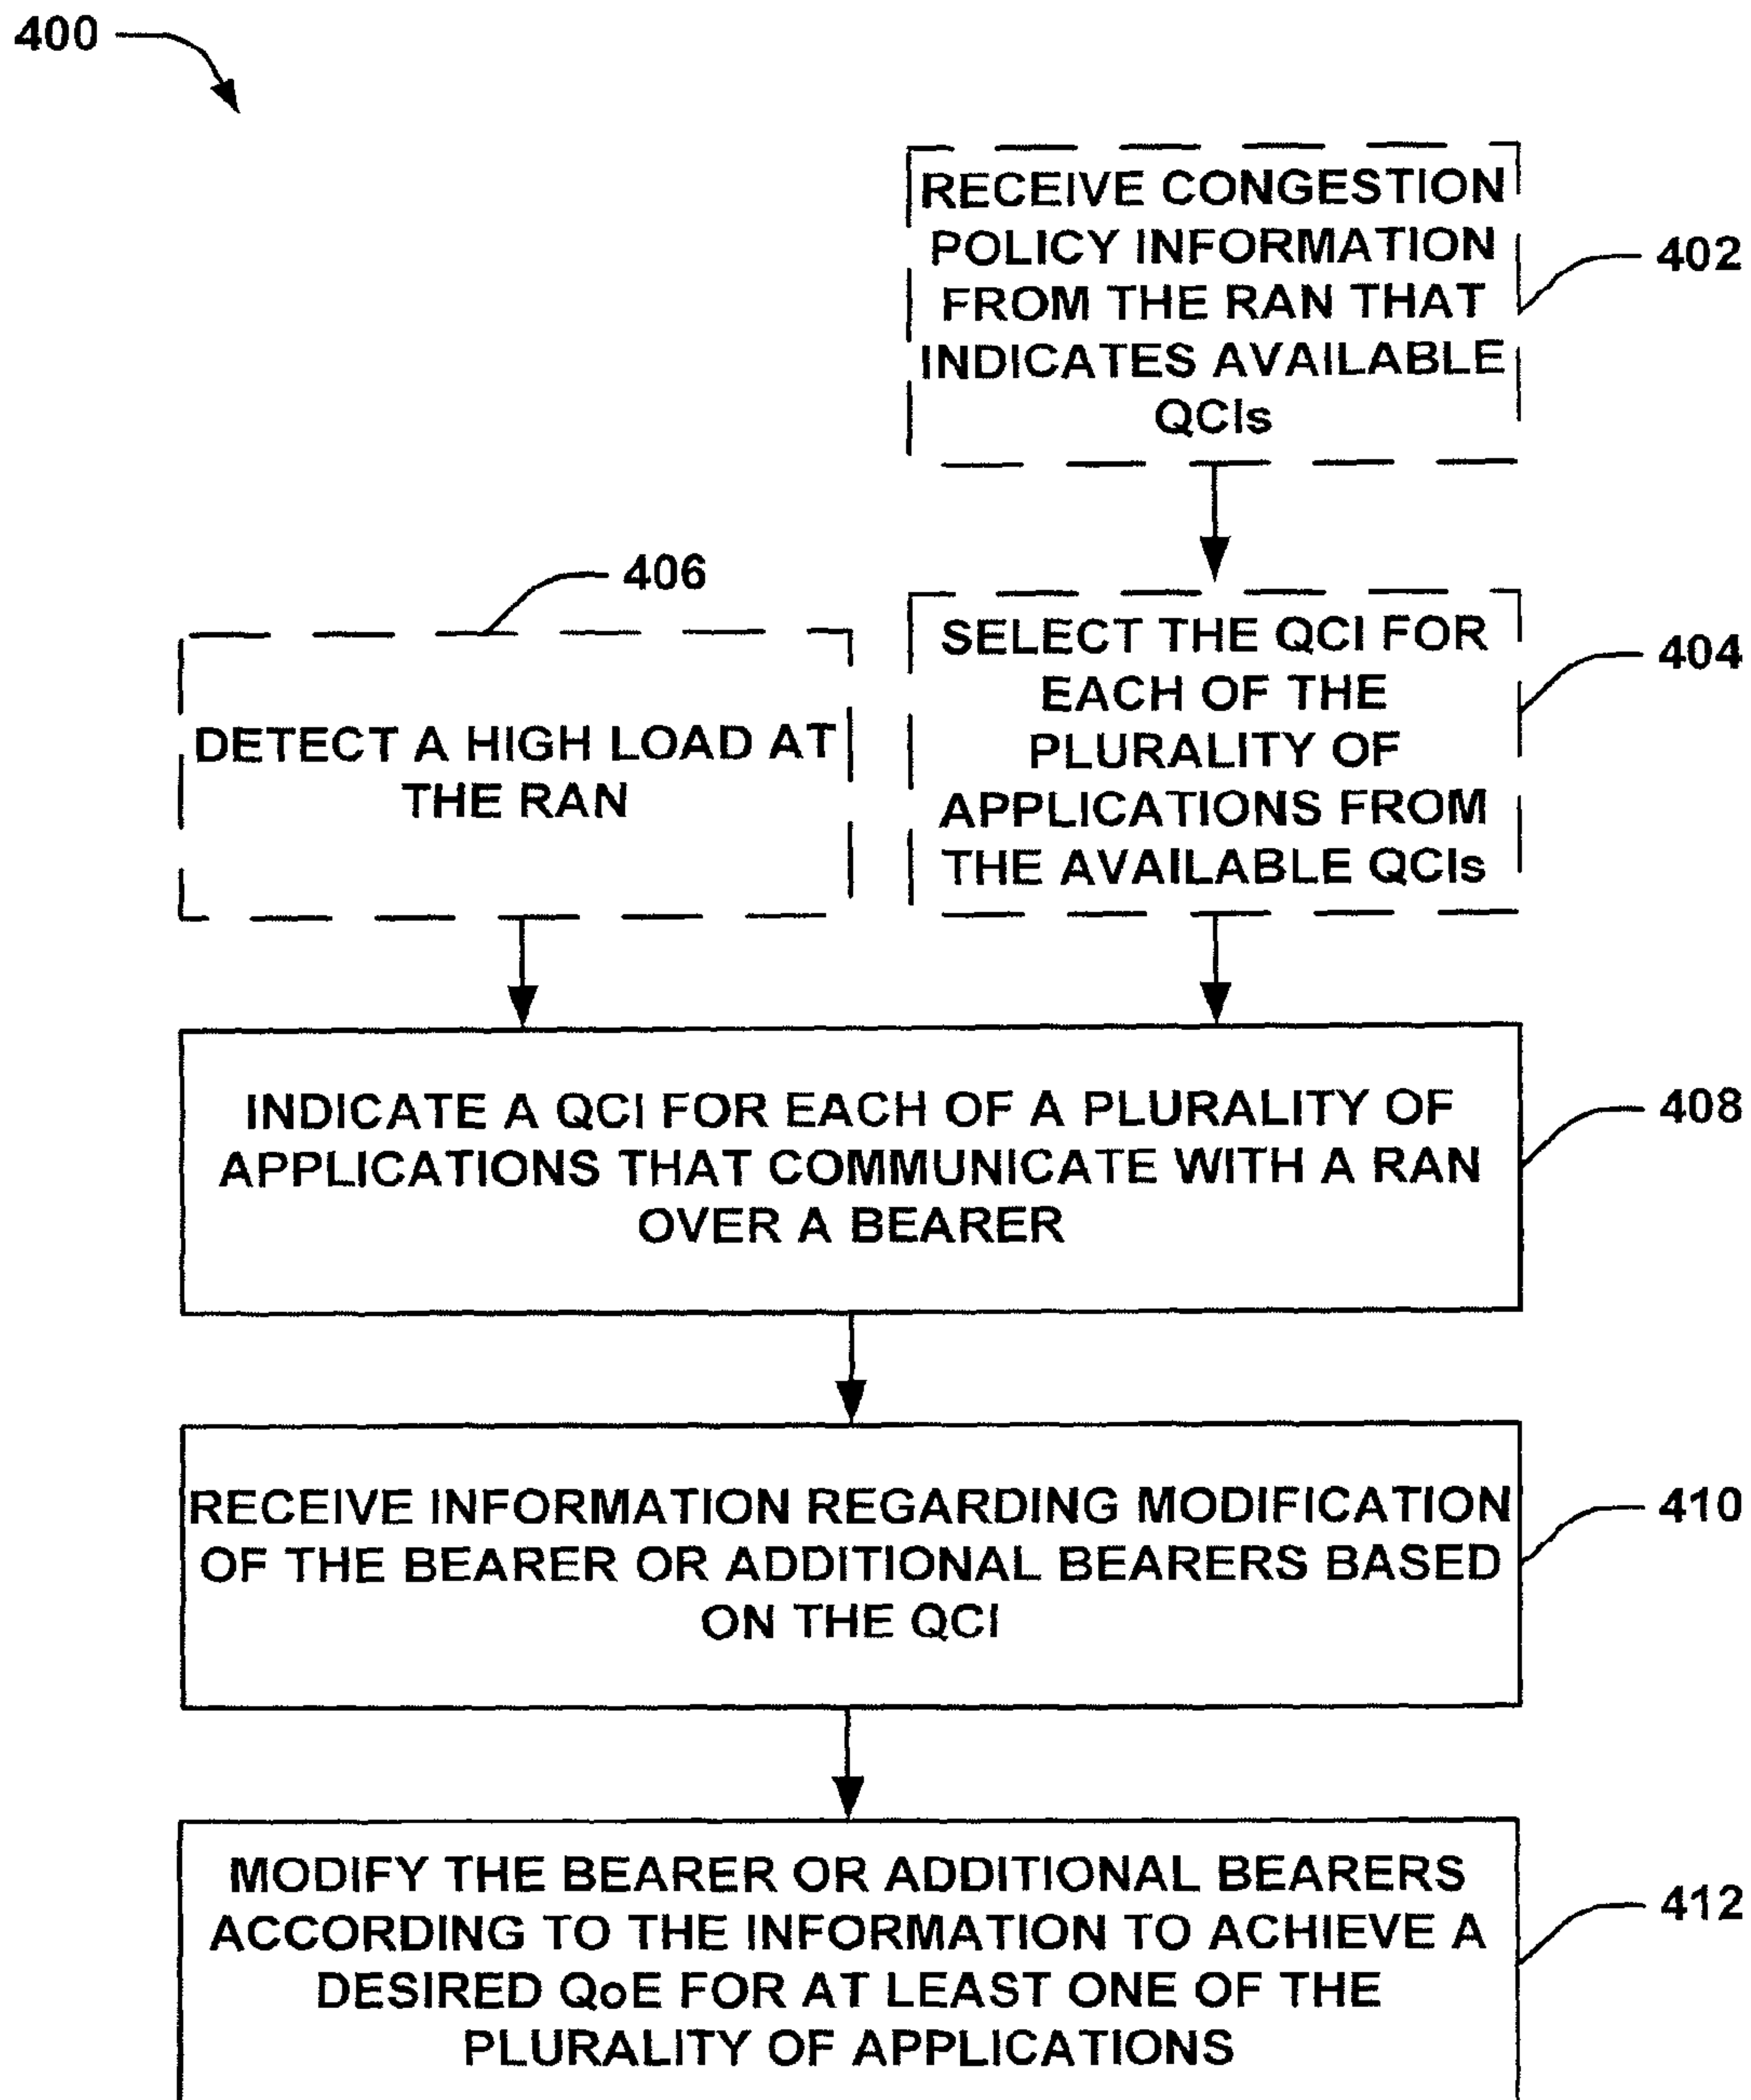 400
RECEIVE CONGESTION
POLICY INFORMATION
FROM THE RAN THAT
INDICATES AVAILABLE
QCIs
402
406
SELECT THE QCI FOR
EACH OF THE
PLURALITY OF
APPLICATIONS FROM
THE AVAILABLE QCIs
404
DETECT A HIGH LOAD AT
THE RAN
INDICATE A QCI FOR EACH OF A PLURALITY OF
APPLICATIONS THAT COMMUNICATE WITH A RAN
OVER A BEARER
408
RECEIVE INFORMATION REGARDING MODIFICATION
OF THE BEARER OR ADDITIONAL BEARERS BASED
ON THE QCI
410
MODIFY THE BEARER OR ADDITIONAL BEARERS
ACCORDING TO THE INFORMATION TO ACHIEVE A
DESIRED QoE FOR AT LEAST ONE OF THE
PLURALITY OF APPLICATIONS
412